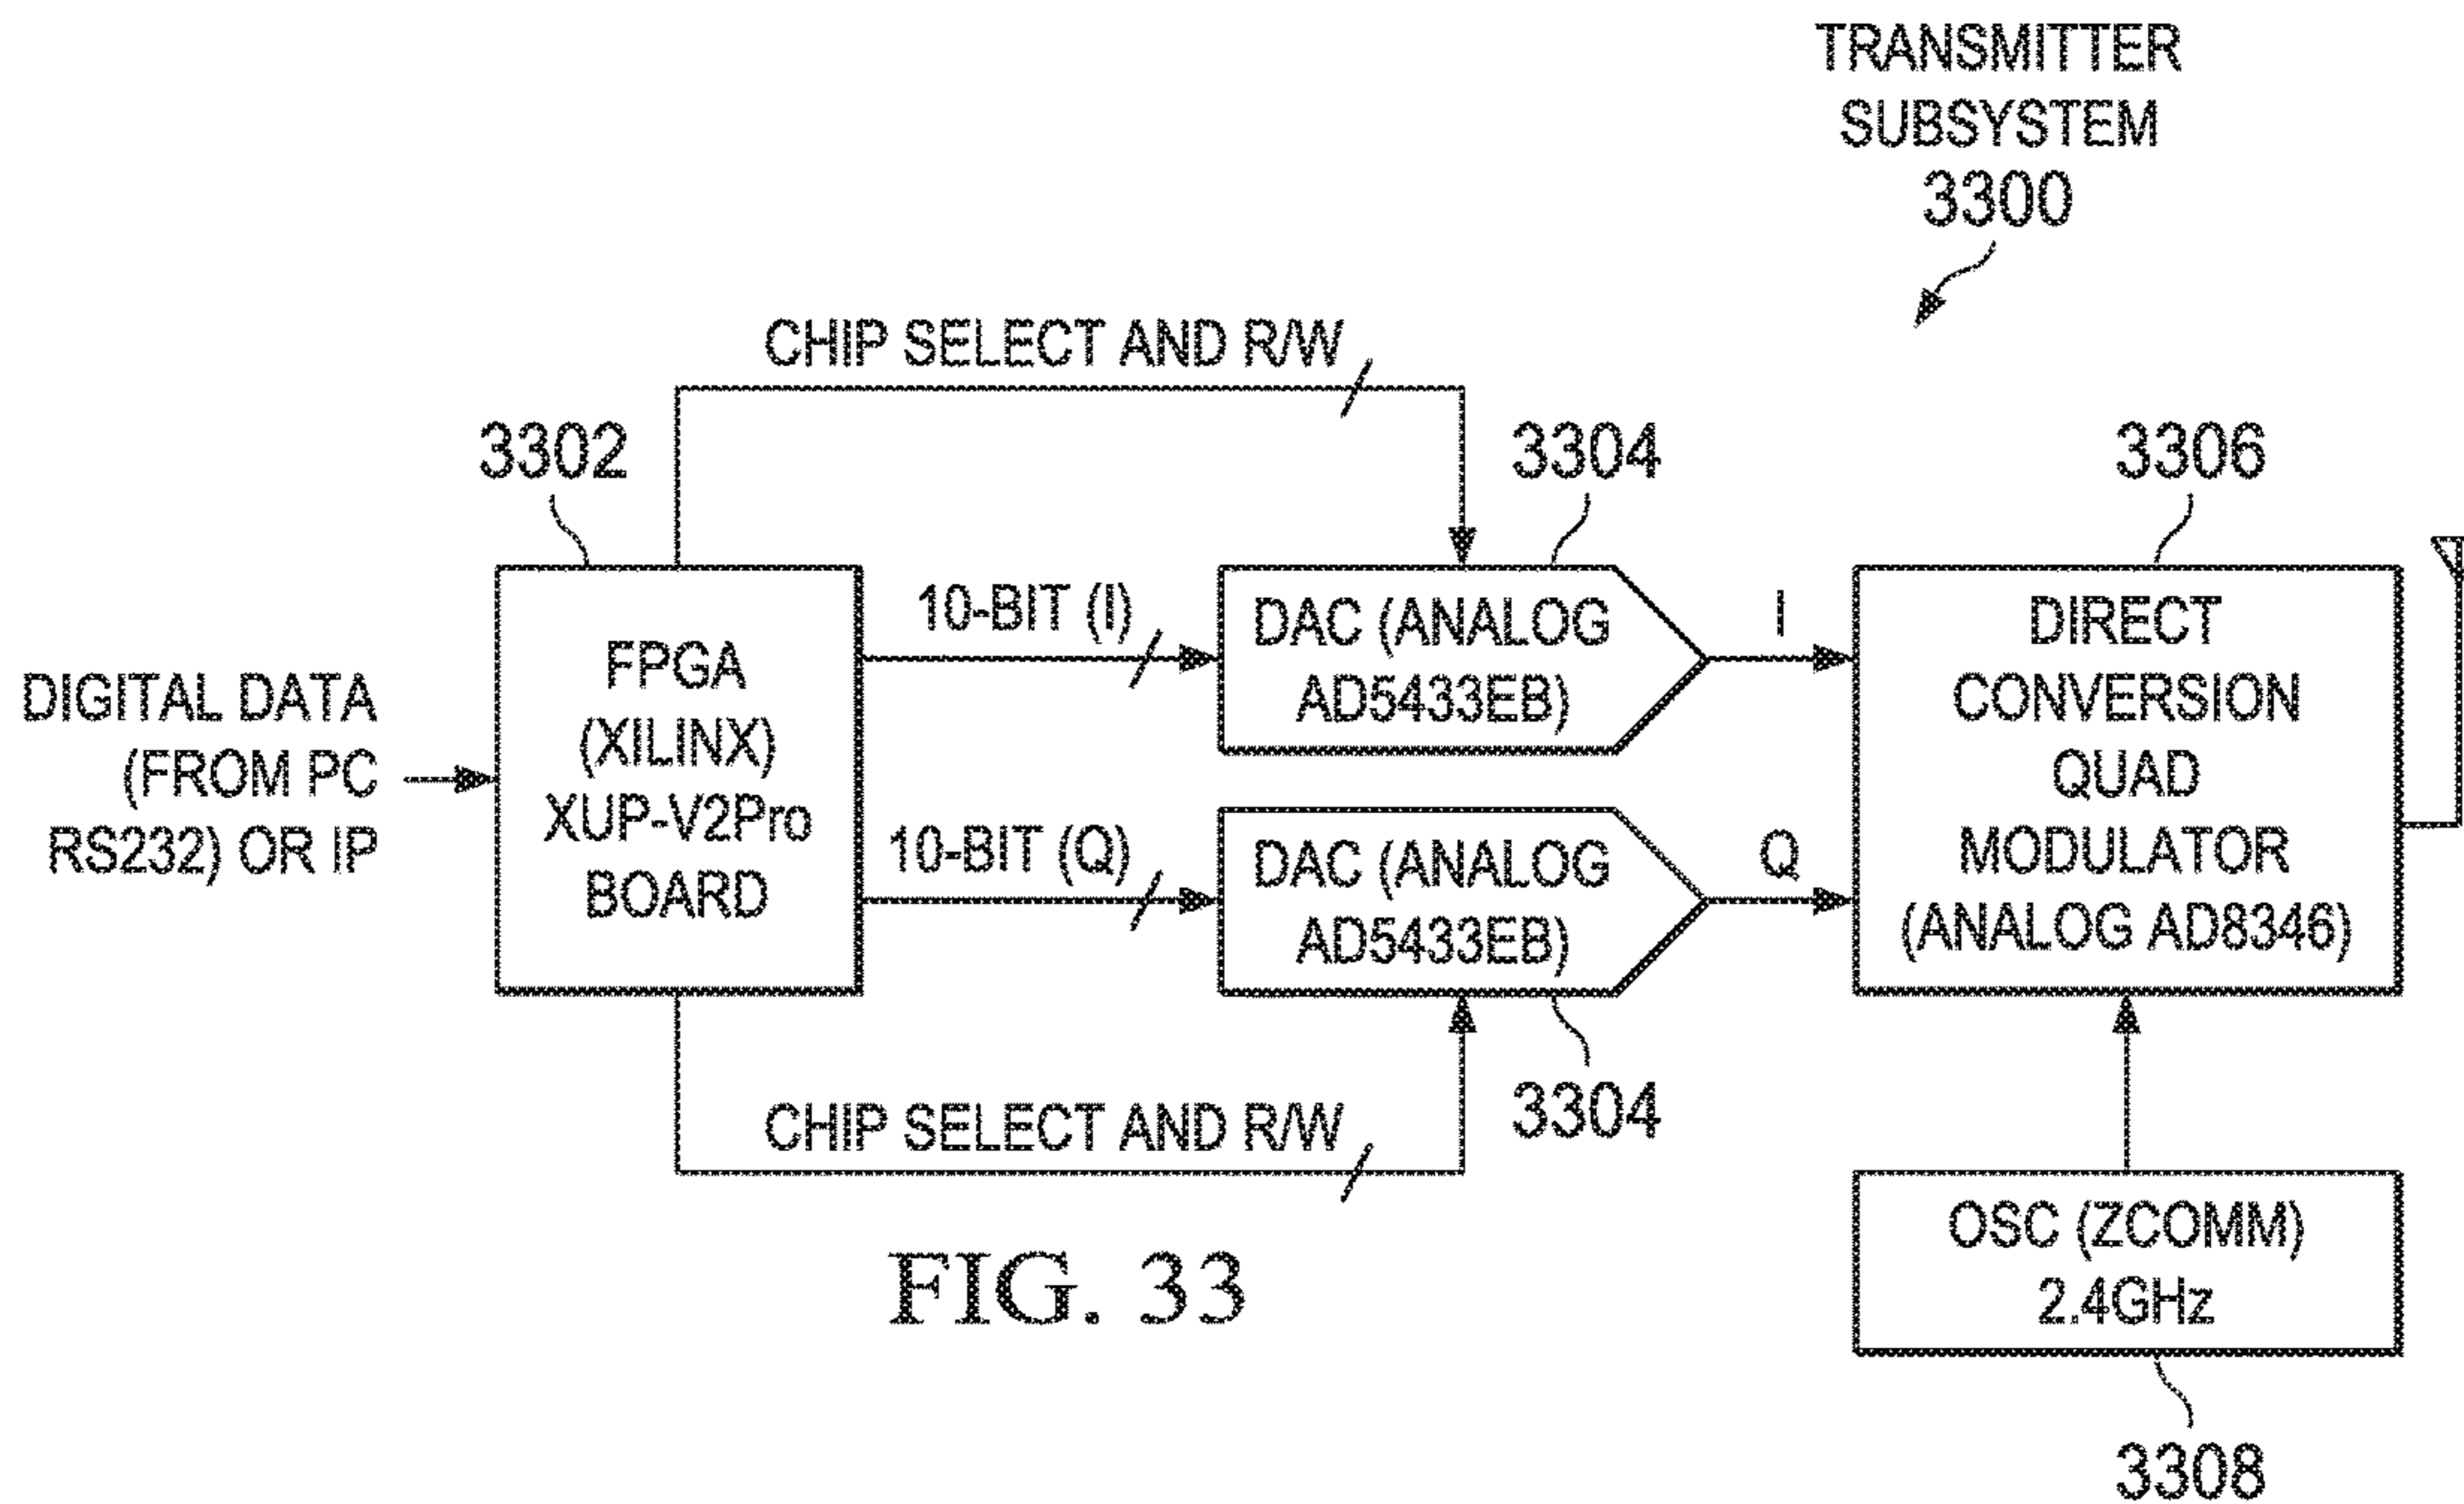 TRANSMITTER
SUBSYSTEM
3300
CHIP SELECT AND R/W
3302
3304
3306
DIGITAL DATA
(FROM PC
RS232) OR IP
FPGA
(XILINX)
XUP-V2Pro
BOARD
10-BIT (I)
10-BIT (Q)
DAC (ANALOG
AD5433EB)
I
DAC (ANALOG
AD5433EB)
Q
DIRECT
CONVERSION
QUAD
MODULATOR
(ANALOG AD8346)
CHIP SELECT AND R/W
3304
OSC (ZCOMM)
2.4GHz
3308
FIG. 33